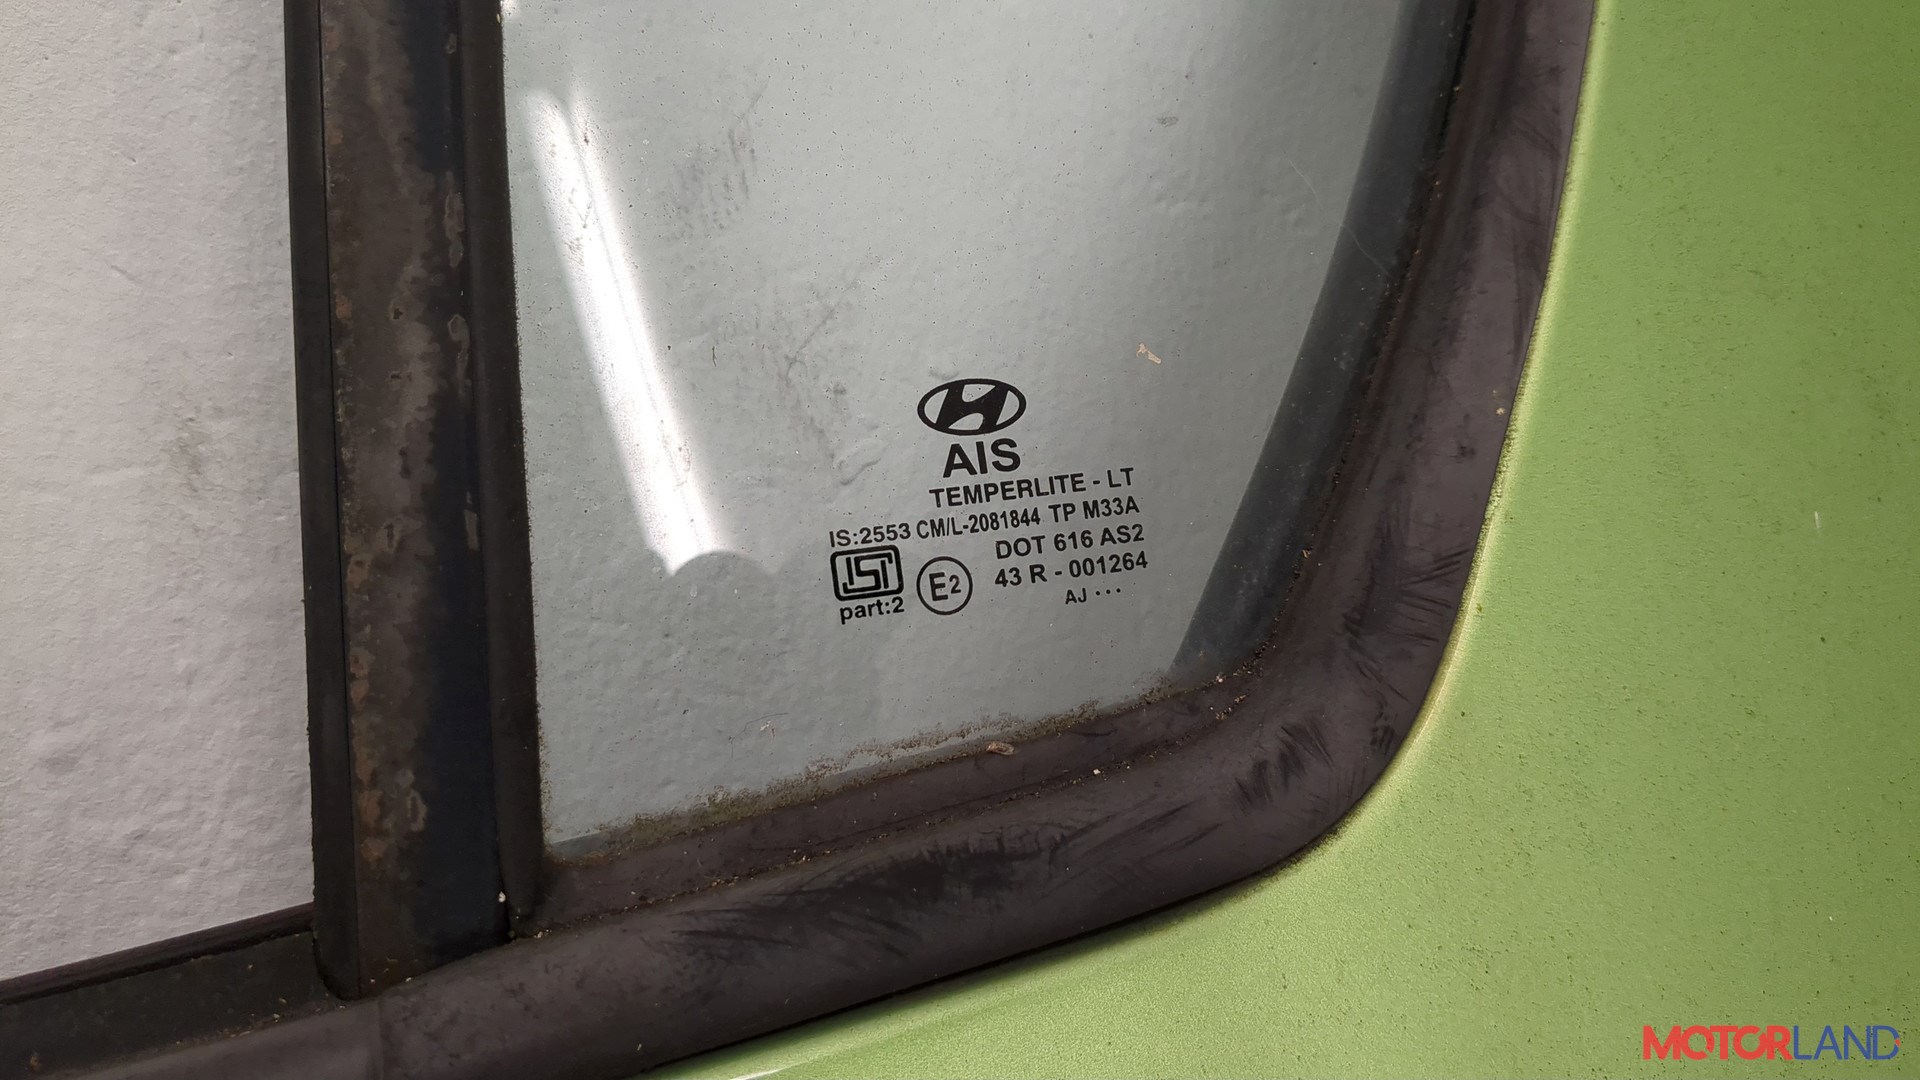 AIS
TEMPERLITE - LT
IS:2553 CM/L-2081844 TP M33A
ISI DOT 616 AS2
E2 43 R - 001264
part:2 AJ ...
MOTORLAND